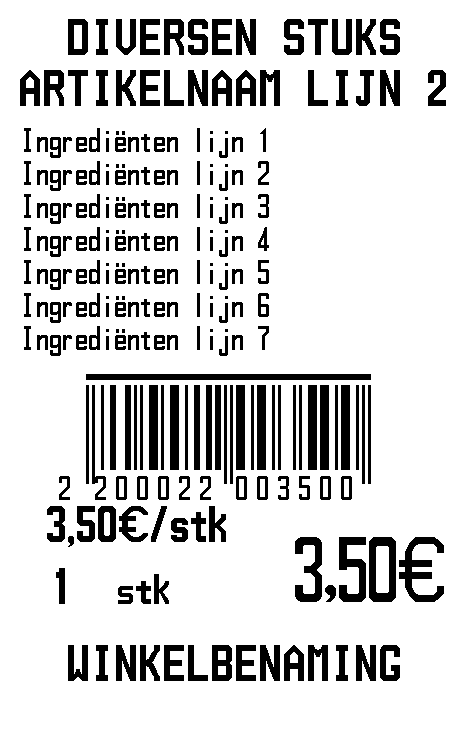 DIVERSEN STUKS
ARTIKELNAAM LIJN 2
Ingrediënten lijn 1
Ingrediënten lijn 2
Ingrediënten lijn 3
Ingrediënten lijn 4
Ingrediënten lijn 5
Ingrediënten lijn 6
Ingrediënten lijn 7
2 200022 003500
3,50€/stk
1 stk 3,50€
WINKELBENAMING